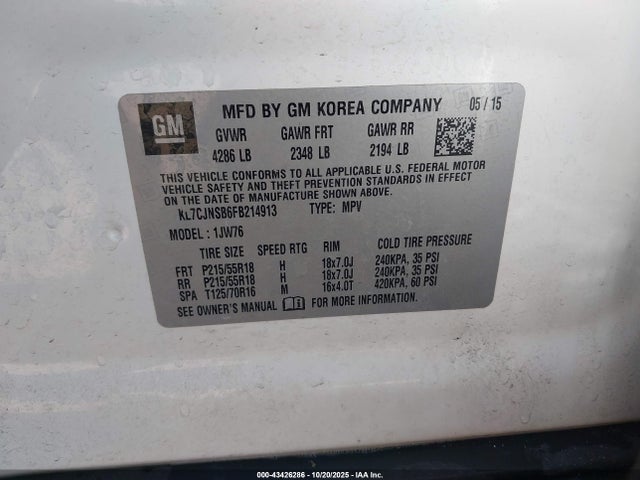 GM
MFD BY GM KOREA COMPANY 05 / 15
GVWR GAWR FRT GAWR RR
4286 LB 2348 LB 2194 LB
THIS VEHICLE CONFORMS TO ALL APPLICABLE U.S. FEDERAL MOTOR
VEHICLE SAFETY AND THEFT PREVENTION STANDARDS IN EFFECT
ON THE DATE OF MANUFACTURE SHOWN ABOVE.
KL7CJNSB6FB214913 TYPE: MPV
MODEL : 1JW76
TIRE SIZE SPEED RTG RIM COLD TIRE PRESSURE
FRT P215/55R18 H 18x7.0J 240KPA, 35 PSI
RR P215/55R18 H 18x7.0J 240KPA, 35 PSI
SPA T125/70R16 M 16x4.0T 420KPA, 60 PSI
SEE OWNER'S MANUAL FOR MORE INFORMATION.
000-43426286 - 10/20/2025 - IAA Inc.